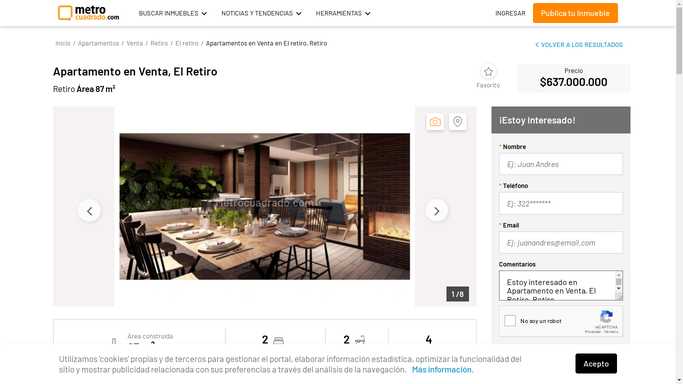 metro
cuadrado.com
BUSCAR INMUEBLES
NOTICIAS Y TENDENCIAS
HERRAMIENTAS
INGRESAR
Publica tu Inmueble
Inicio / Apartamentos / Venta / Retiro / El retiro / Apartamentos en Venta en El retiro, Retiro
VOLVER A LOS RESULTADOS
Apartamento en Venta, El Retiro
Retiro Área 87 m²
Favorito
Precio
$637.000.000
metrocuadrado.com
1 / 8
¡Estoy Interesado!
* Nombre
Ej: Juan Andres
* Teléfono
Ej: 322*******
* Email
Ej: juanandres@email.com
Comentarios
Estoy interesado en
Apartamento en Venta, El
Retiro, Retiro
No soy un robot
reCAPTCHA
Privacidad - Términos
Área construida
2
2
4
Utilizamos 'cookies' propias y de terceros para gestionar el portal, elaborar información estadística, optimizar la funcionalidad del
sitio y mostrar publicidad relacionada con sus preferencias a través del análisis de la navegación. Más información.
Acepto